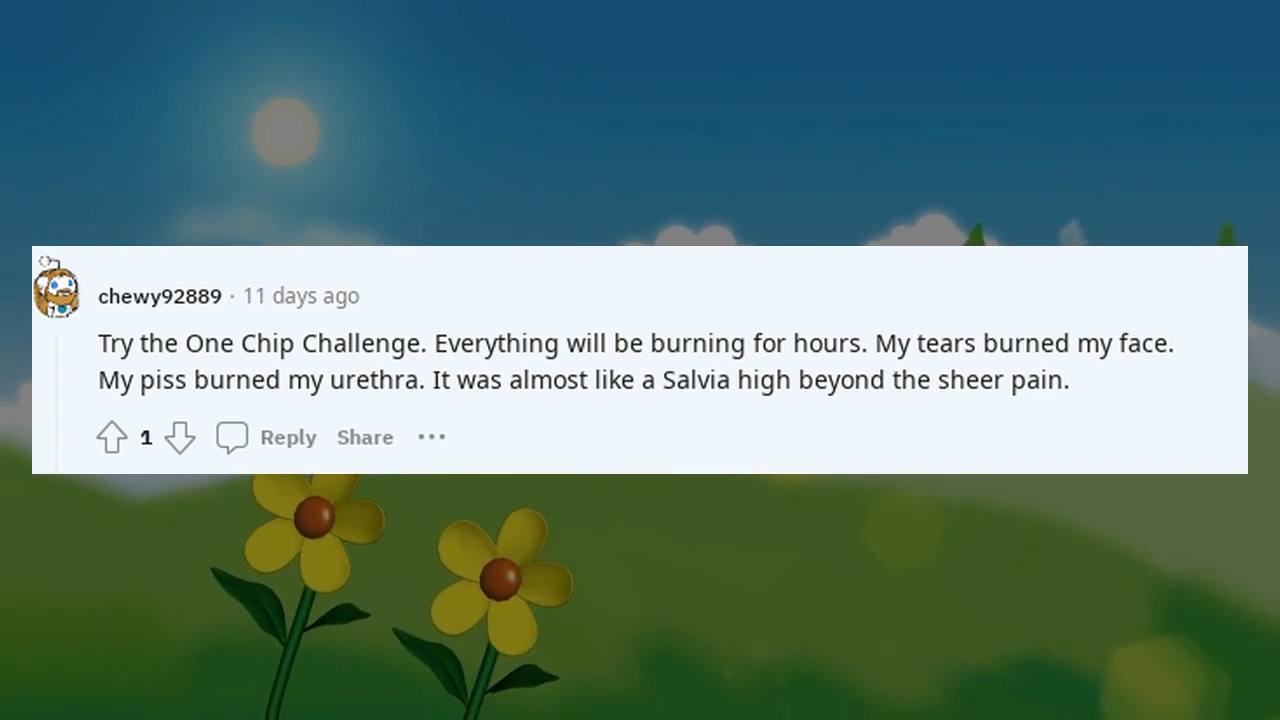 chewy92889 · 11 days ago
Try the One Chip Challenge. Everything will be burning for hours. My tears burned my face.
My piss burned my urethra. It was almost like a Salvia high beyond the sheer pain.
1 Reply Share ···